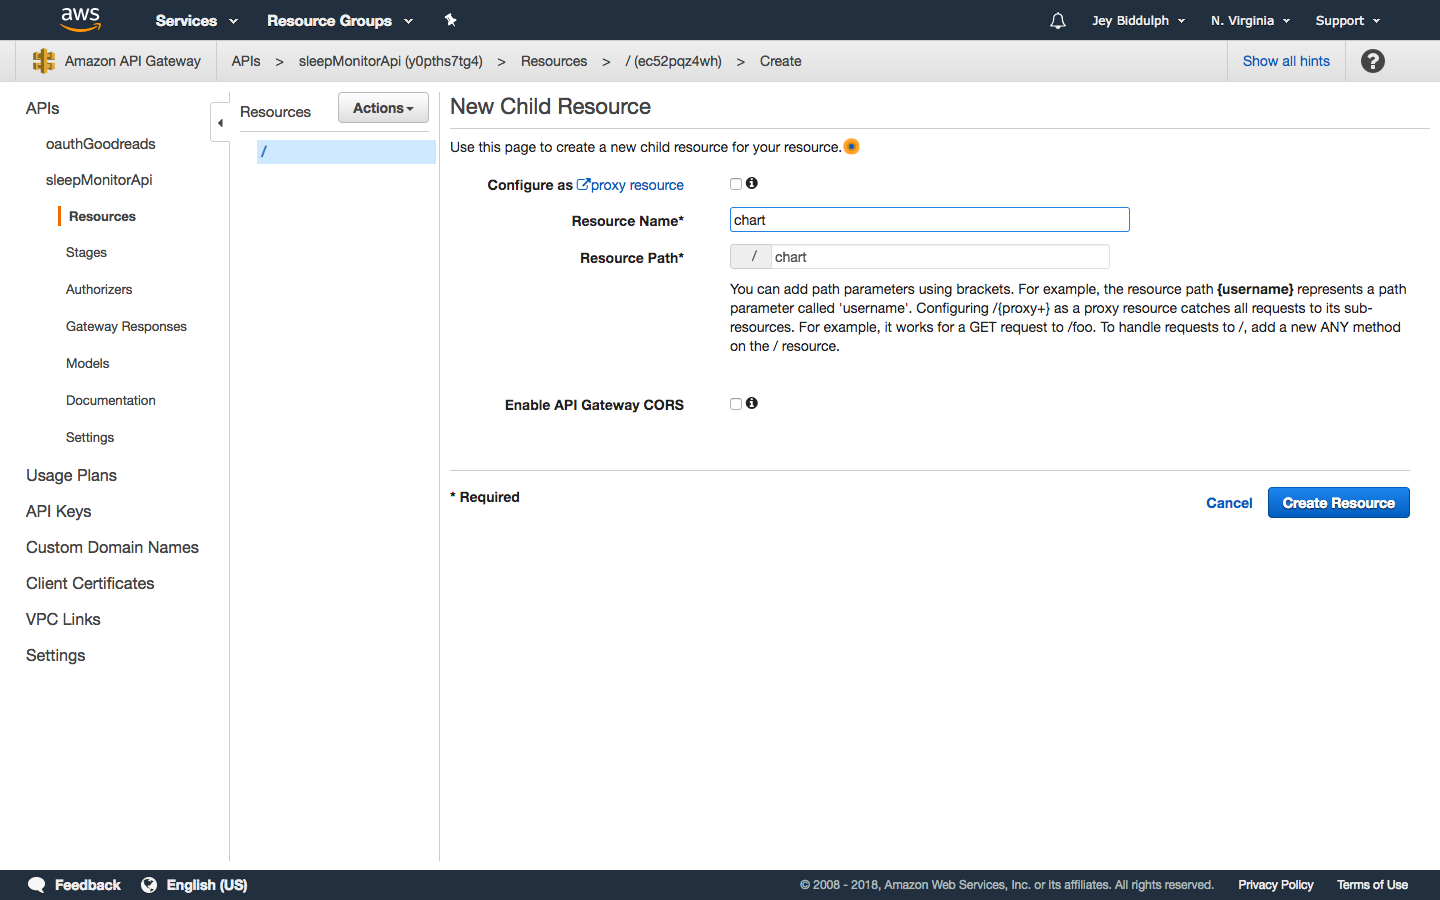 aws Services Resource Groups Jey Biddulph N. Virginia Support
Amazon API Gateway APIs > sleepMonitorApi (y0pths7tg4) > Resources > / (ec52pqz4wh) > Create Show all hints ?
APIs
oauthGoodreads
sleepMonitorApi
Resources
Stages
Authorizers
Gateway Responses
Models
Documentation
Settings
Usage Plans
API Keys
Custom Domain Names
Client Certificates
VPC Links
Settings
Resources Actions
/
New Child Resource
Use this page to create a new child resource for your resource.
Configure as proxy resource
Resource Name* chart
Resource Path* / chart
You can add path parameters using brackets. For example, the resource path {username} represents a path
parameter called 'username'. Configuring /{proxy+} as a proxy resource catches all requests to its sub-
resources. For example, it works for a GET request to /foo. To handle requests to /, add a new ANY method
on the / resource.
Enable API Gateway CORS
* Required Cancel Create Resource
Feedback English (US) © 2008 - 2018, Amazon Web Services, Inc. or its affiliates. All rights reserved. Privacy Policy Terms of Use